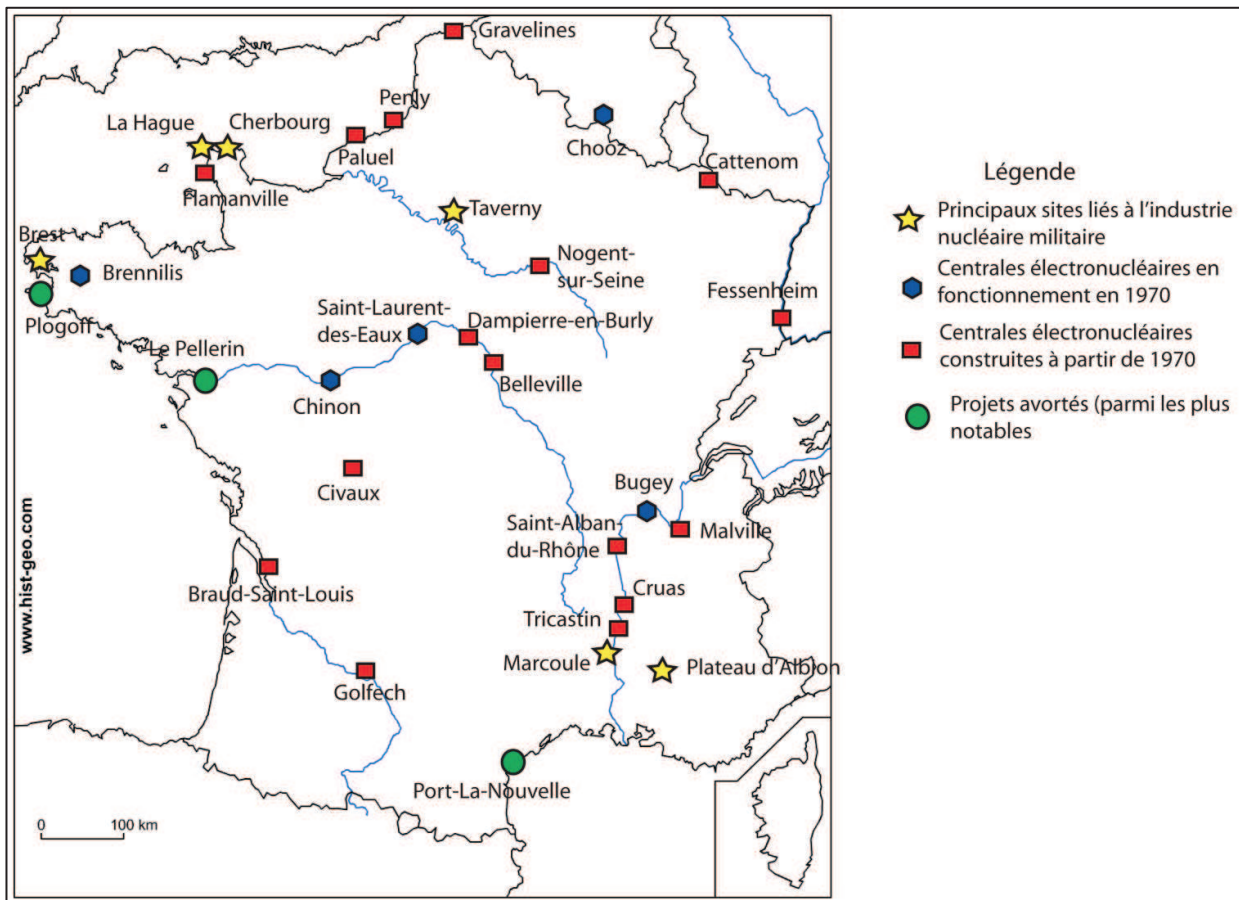 Gravelines
Penly
La Hague
Cherbourg
Paluel
Chooz
Cattenom
Flamanville
Taverny
Brest
Brennilis
Nogent-
sur-Seine
Plogoff
Saint-Laurent-
des-Eaux
Dampierre-en-Burly
Fessenheim
Le Pellerin
Belleville
Chinon
Civaux
Bugey
Saint-Alban-
du-Rhône
Malville
Braud-Saint-Louis
Cruas
Tricastin
Marcoule
Plateau d'Albion
Golfech
Port-La-Nouvelle
0 100 km
www.hist-geo.com
Légende
Principaux sites liés à l'industrie
nucléaire militaire
Centrales électronucléaires en
fonctionnement en 1970
Centrales électronucléaires
construites à partir de 1970
Projets avortés (parmi les plus
notables